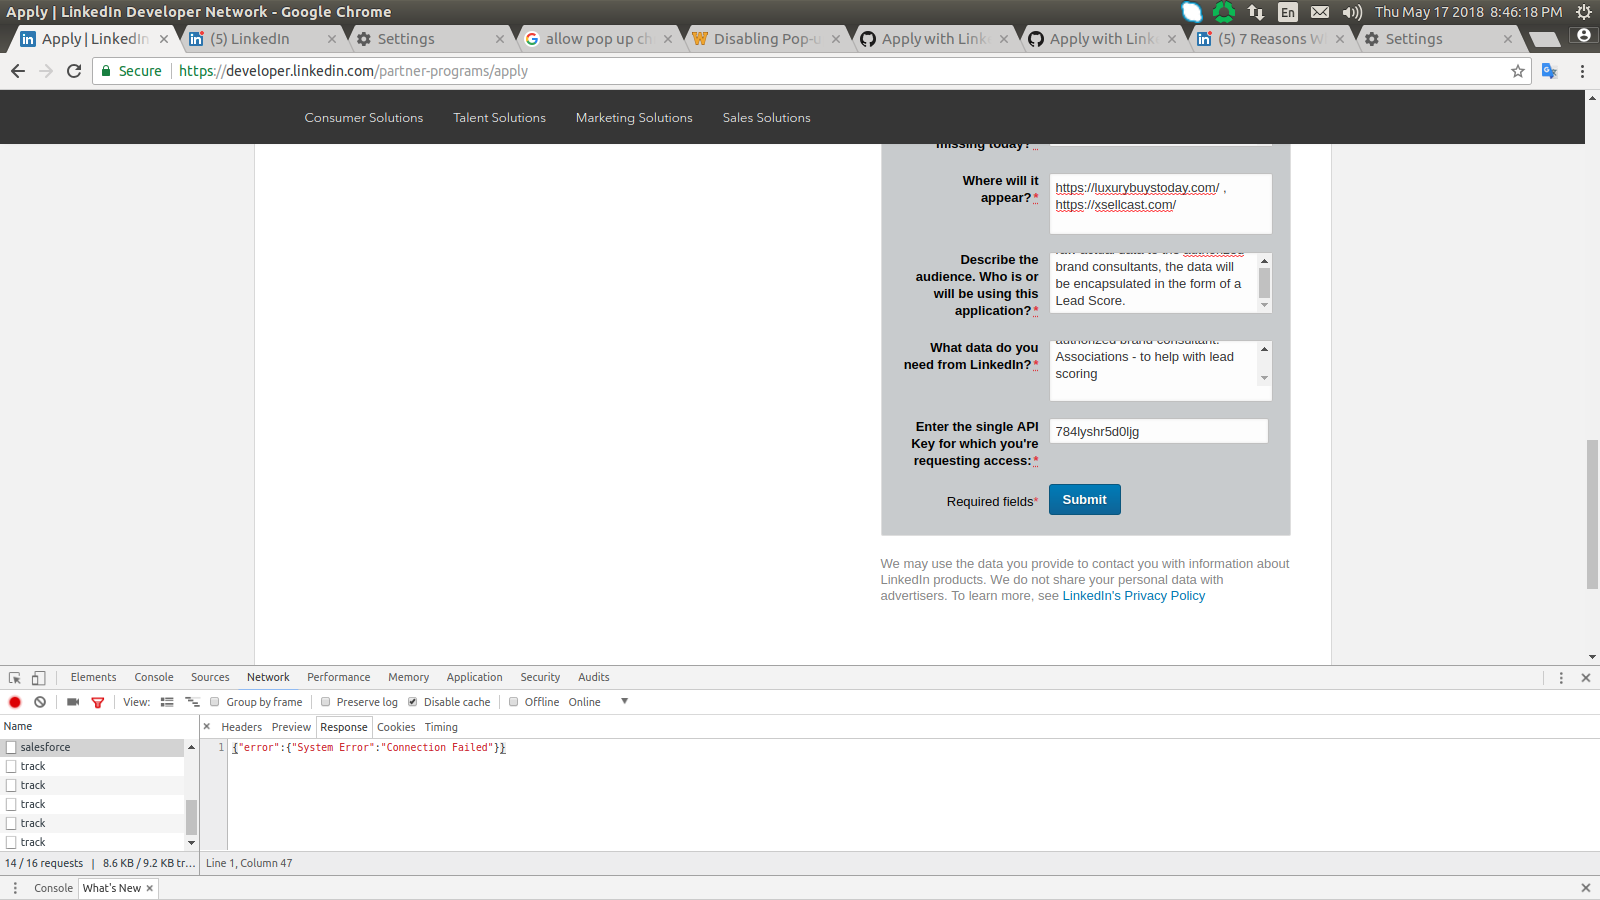 Apply | LinkedIn Developer Network - Google Chrome
En
Thu May 17 2018 8:46:18 PM
Apply | LinkedIn
(5) LinkedIn
Settings
allow pop up ch
Disabling Pop-u
Apply with Link
Apply with Link
(5) 7 Reasons W
Settings
Secure
https://developer.linkedin.com/partner-programs/apply
Consumer Solutions
Talent Solutions
Marketing Solutions
Sales Solutions
missing today?*
Where will it appear?*
https://luxurybuystoday.com/ ,
https://xsellcast.com/
Describe the
audience. Who is or
will be using this
application?*
brand consultants, the data will
be encapsulated in the form of a
Lead Score.
What data do you
need from LinkedIn?*
authorized brand consultant.
Associations - to help with lead
scoring
Enter the single API
Key for which you're
requesting access:*
784lyshr5d0ljg
Required fields*
Submit
We may use the data you provide to contact you with information about
LinkedIn products. We do not share your personal data with
advertisers. To learn more, see LinkedIn's Privacy Policy
Elements
Console
Sources
Network
Performance
Memory
Application
Security
Audits
View:
Group by frame
Preserve log
Disable cache
Offline
Online
Name
Headers
Preview
Response
Cookies
Timing
salesforce
track
track
track
track
track
1
{"error":{"System Error":"Connection Failed"}}
14 / 16 requests | 8.6 KB / 9.2 KB tr...
Line 1, Column 47
Console
What's New